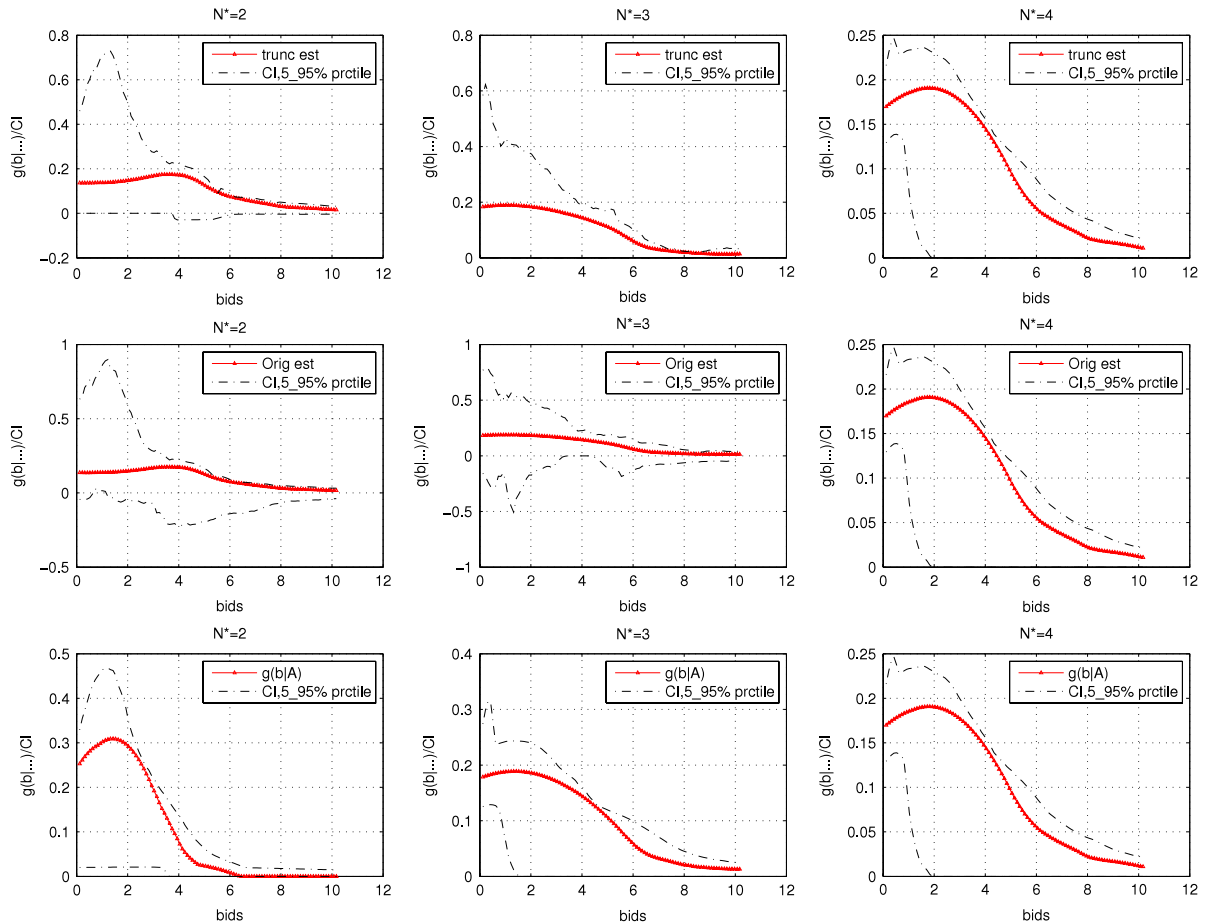 N*=2
g(b|...)/CI
0.8
0.6
0.4
0.2
0
−0.2
0
2
4
6
8
10
12
bids
trunc est
CI,5_95% prctile
N*=3
g(b|...)/CI
0.8
0.6
0.4
0.2
0
0
2
4
6
8
10
12
bids
trunc est
CI,5_95% prctile
N*=4
g(b|...)/CI
0.25
0.2
0.15
0.1
0.05
0
0
2
4
6
8
10
12
bids
trunc est
CI,5_95% prctile
N*=2
g(b|...)/CI
1
0.5
0
−0.5
0
2
4
6
8
10
12
bids
Orig est
CI,5_95% prctile
N*=3
g(b|...)/CI
1
0.5
0
−0.5
−1
0
2
4
6
8
10
12
bids
Orig est
CI,5_95% prctile
N*=4
g(b|...)/CI
0.25
0.2
0.15
0.1
0.05
0
0
2
4
6
8
10
12
bids
Orig est
CI,5_95% prctile
N*=2
g(b|...)/CI
0.5
0.4
0.3
0.2
0.1
0
0
2
4
6
8
10
12
bids
g(b|A)
CI,5_95% prctile
N*=3
g(b|...)/CI
0.4
0.3
0.2
0.1
0
0
2
4
6
8
10
12
bids
g(b|A)
CI,5_95% prctile
N*=4
g(b|...)/CI
0.25
0.2
0.15
0.1
0.05
0
0
2
4
6
8
10
12
bids
g(b|A)
CI,5_95% prctile